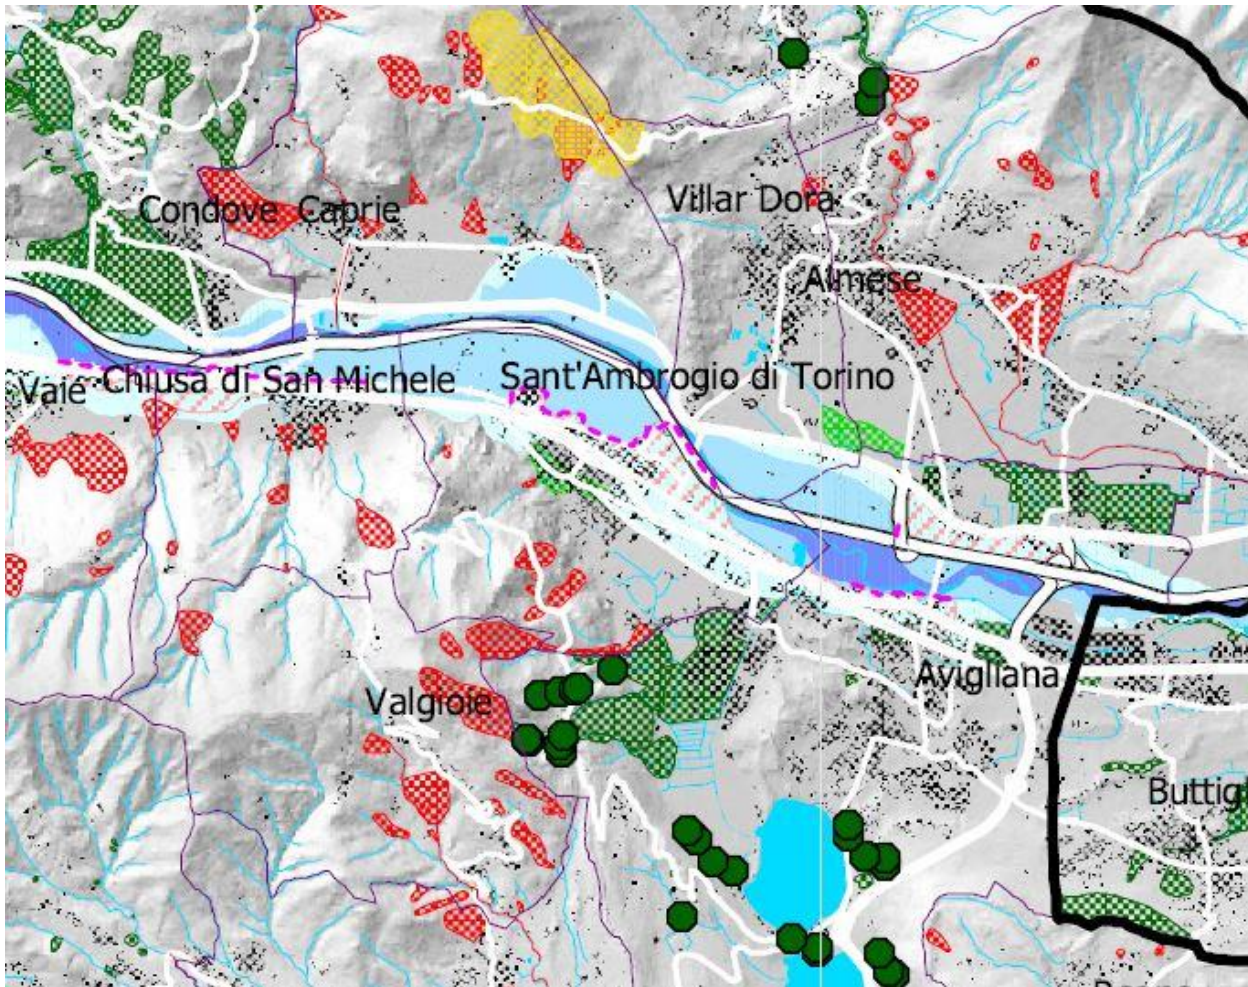 Villar Dora
Condove Caprie
Almese
Vaie Chiusa di San Michele
Sant'Ambrogio di Torino
Avigliana
Valgioie